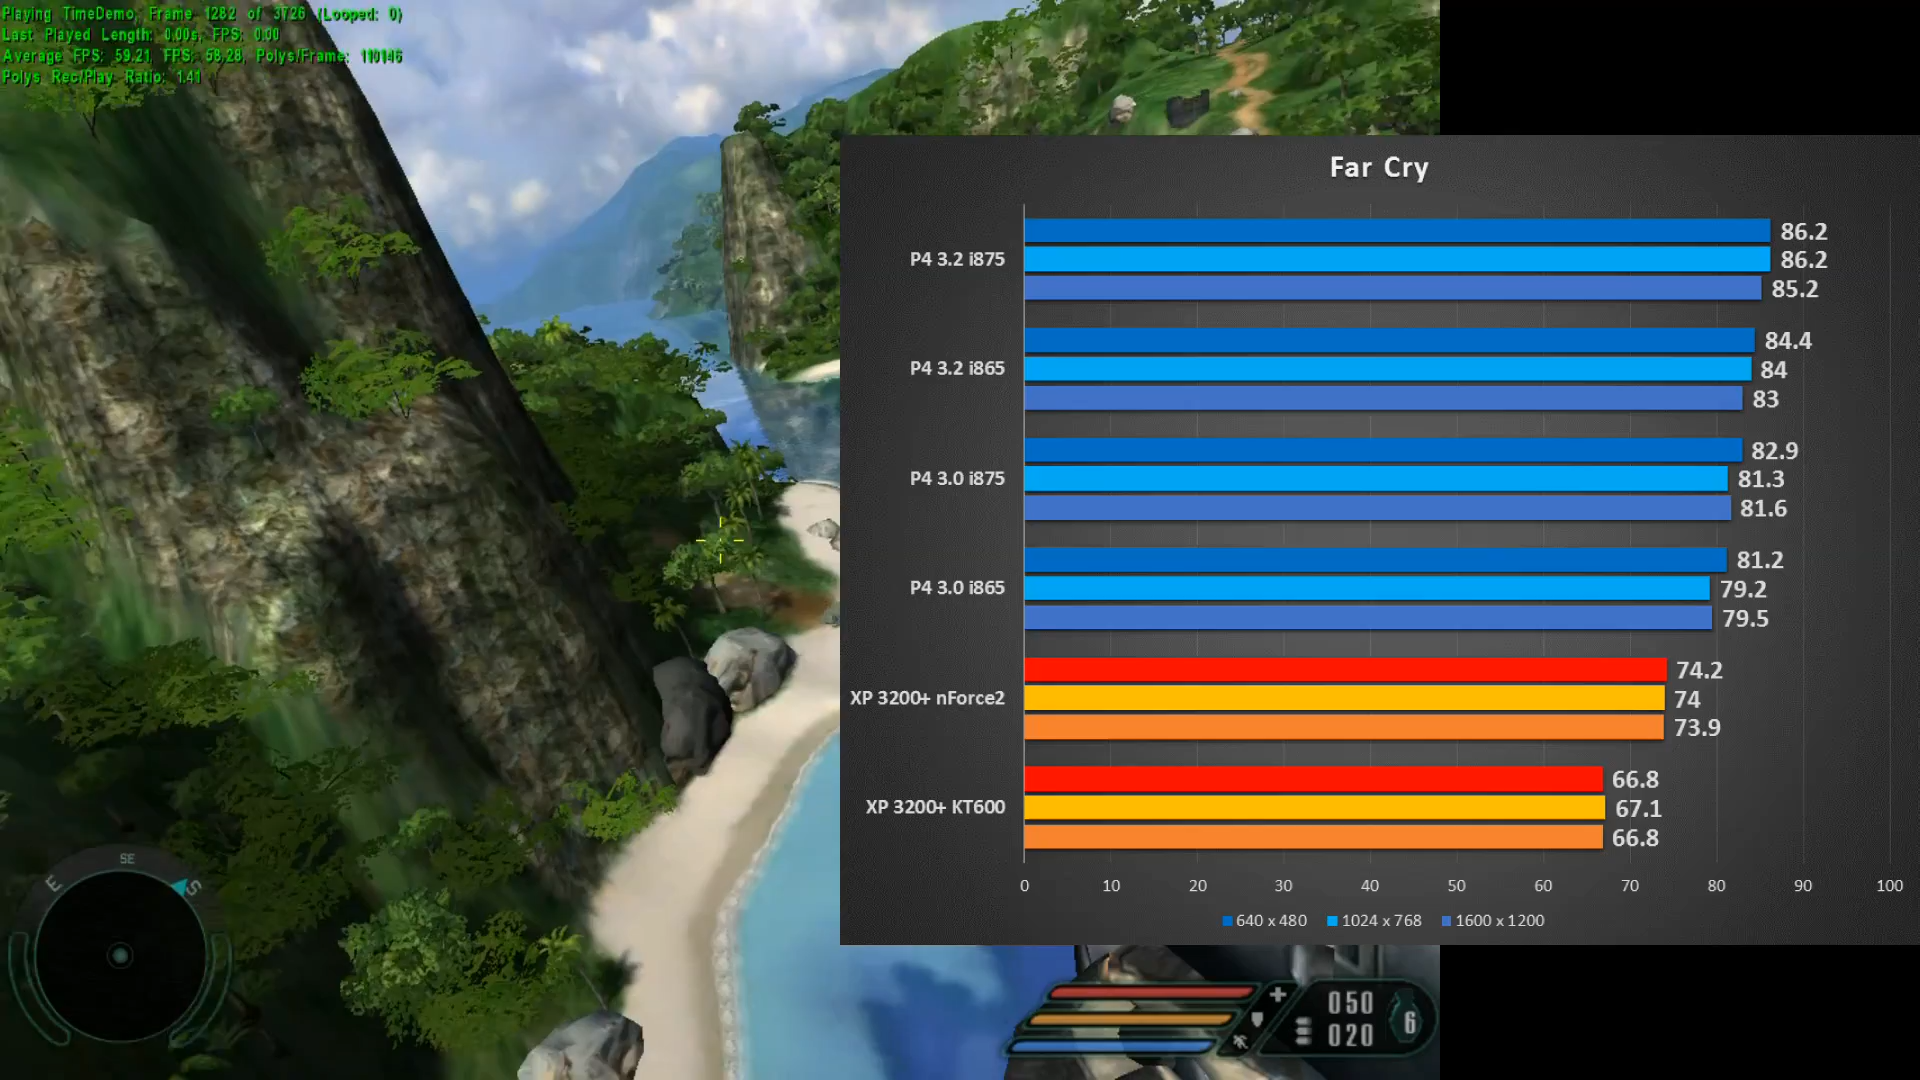 Playing TimeDemo: Frame 1282 of 3726 (Looped: 0)
Last Played Length: 0.00s, FPS: 0.00
Average FPS: 59.21, FPS: 58.28, Polys/Frame: 110146
Polys Rec/Play Ratio: 1.41
Far Cry
P4 3.2 i875
86.2
86.2
85.2
P4 3.2 i865
84.4
84
83
P4 3.0 i875
82.9
81.3
81.6
P4 3.0 i865
81.2
79.2
79.5
XP 3200+ nForce2
74.2
74
73.9
XP 3200+ KT600
66.8
67.1
66.8
0 10 20 30 40 50 60 70 80 90 100
640 x 480 1024 x 768 1600 x 1200
E SE S
050
020
6